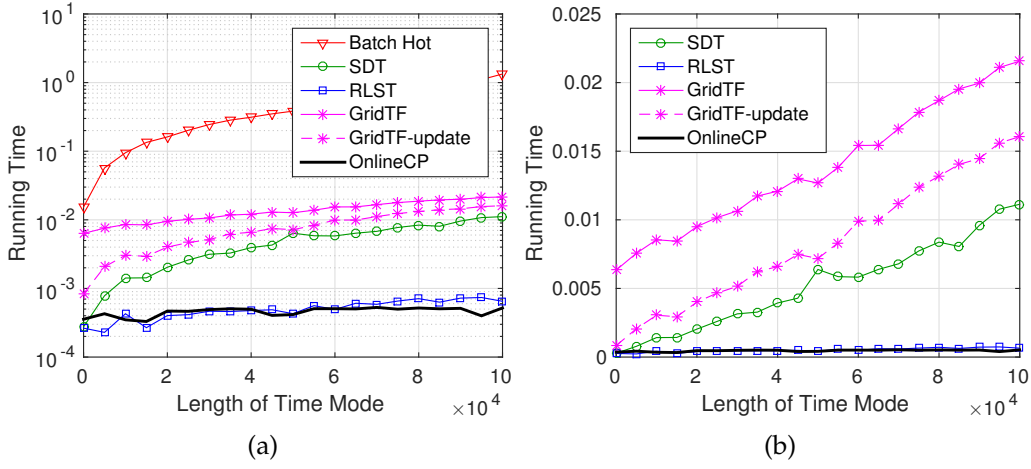 10^1
10^0
10^-1
10^-2
10^-3
10^-4
Running Time
0
2
4
6
8
10
Length of Time Mode
×10^4
Batch Hot
SDT
RLST
GridTF
GridTF-update
OnlineCP
(a)
0.025
0.02
0.015
0.01
0.005
0
Running Time
0
2
4
6
8
10
Length of Time Mode
×10^4
SDT
RLST
GridTF
GridTF-update
OnlineCP
(b)